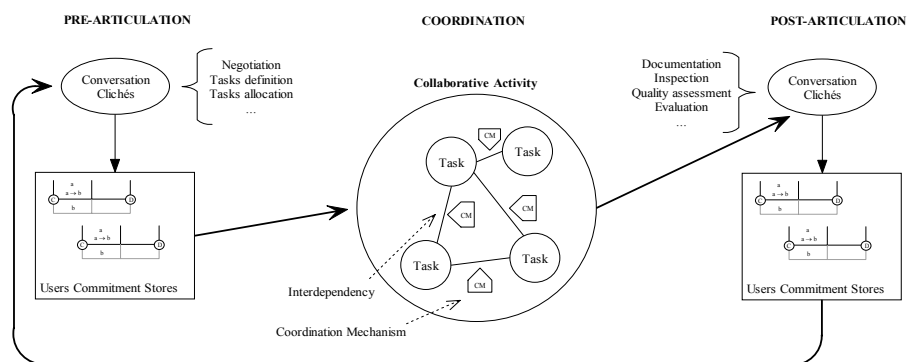 PRE-ARTICULATION
COORDINATION
POST-ARTICULATION
Conversation
Clichés
Negotiation
Tasks definition
Tasks allocation
...
a
a → b
C
D
b
a
a → b
C
D
b
Users Commitment Stores
Collaborative Activity
CM
Task
Task
CM
CM
Task
Task
CM
Interdependency
Coordination Mechanism
Documentation
Inspection
Quality assessment
Evaluation
...
Conversation
Clichés
a
a → b
C
D
b
a
a → b
C
D
b
Users Commitment Stores